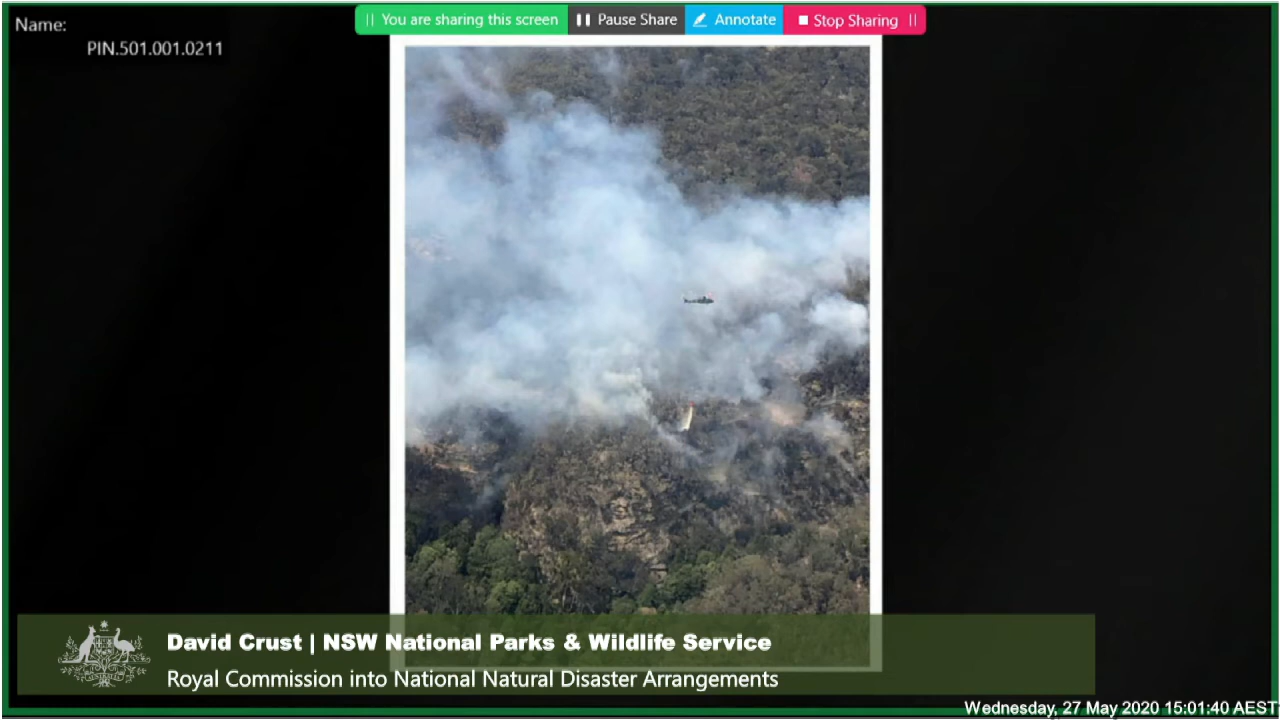 Name:
PIN.501.001.0211
You are sharing this screen
Pause Share
Annotate
Stop Sharing
David Crust | NSW National Parks & Wildlife Service
Royal Commission into National Natural Disaster Arrangements
Wednesday, 27 May 2020 15:01:40 AEST